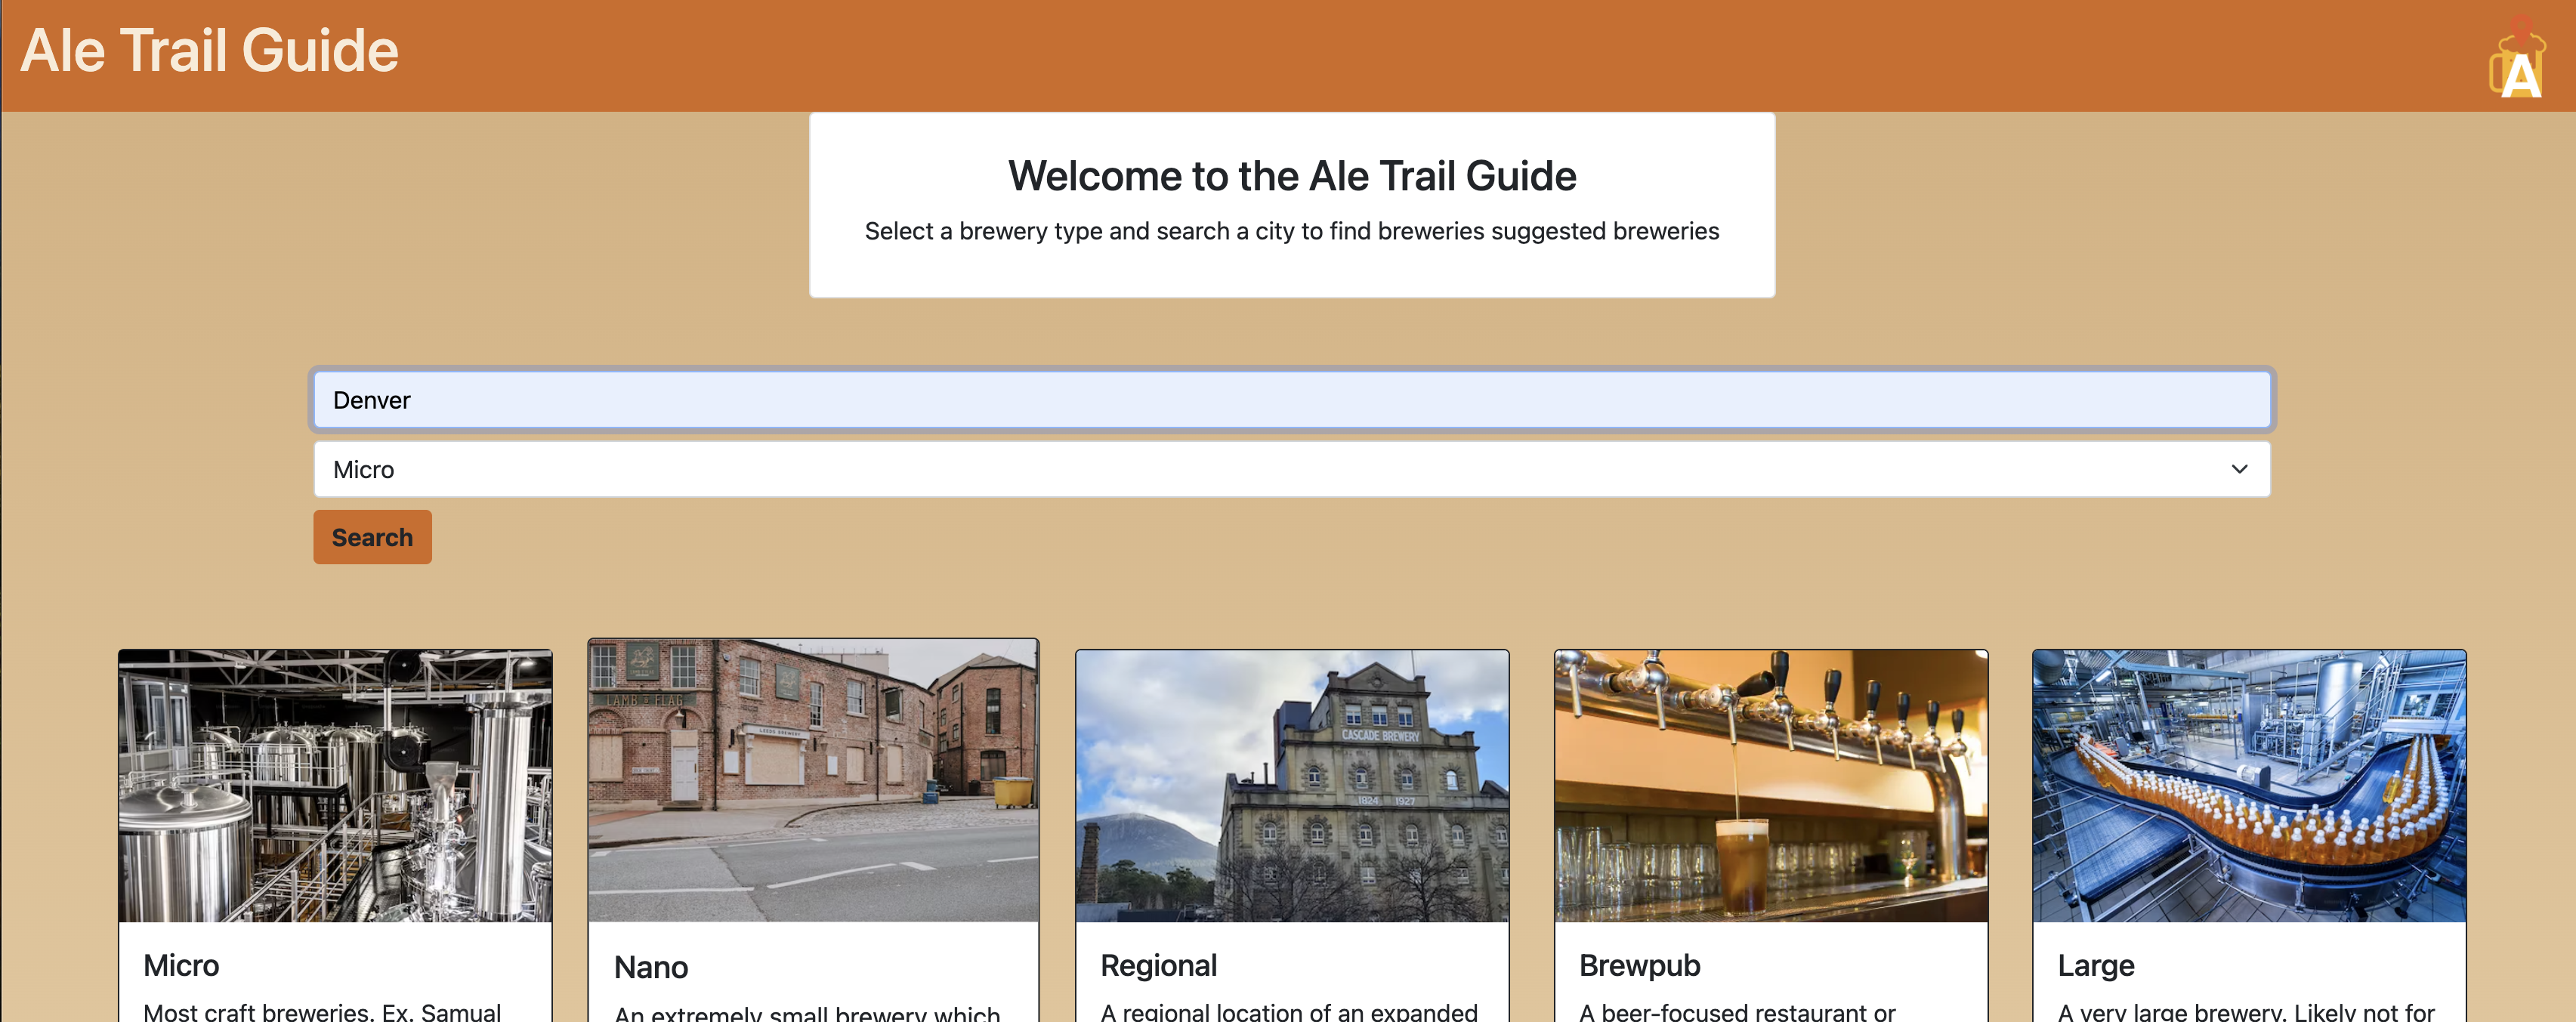 Ale Trail Guide
A
Welcome to the Ale Trail Guide
Select a brewery type and search a city to find breweries suggested breweries
Denver
Micro
Search
LAMB & FLAG
LEEDS BREWERY
CASCADE BREWERY
1824 1927
Micro
Nano
Regional
Brewpub
Large
Most craft breweries. Ex. Samual
An extremely small brewery which
A regional location of an expanded
A beer-focused restaurant or
A very large brewery. Likely not for